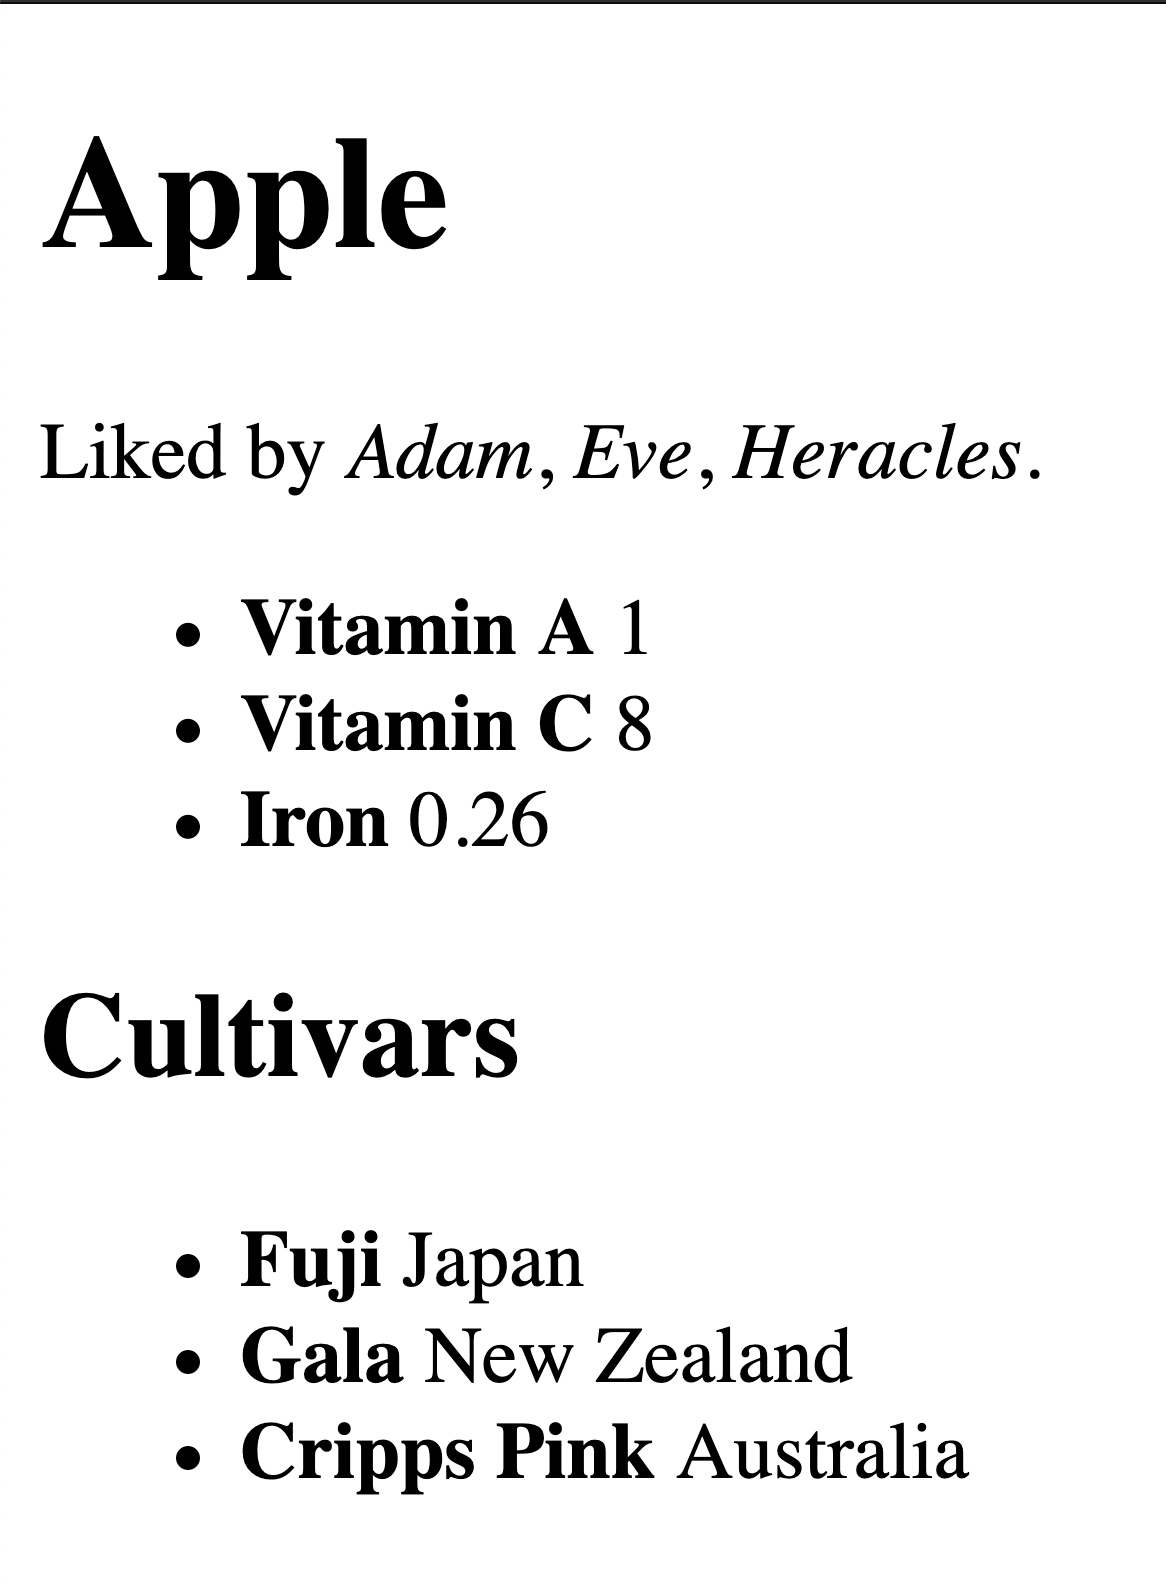 Apple
Liked by Adam, Eve, Heracles.
• Vitamin A 1
• Vitamin C 8
• Iron 0.26
Cultivars
• Fuji Japan
• Gala New Zealand
• Cripps Pink Australia